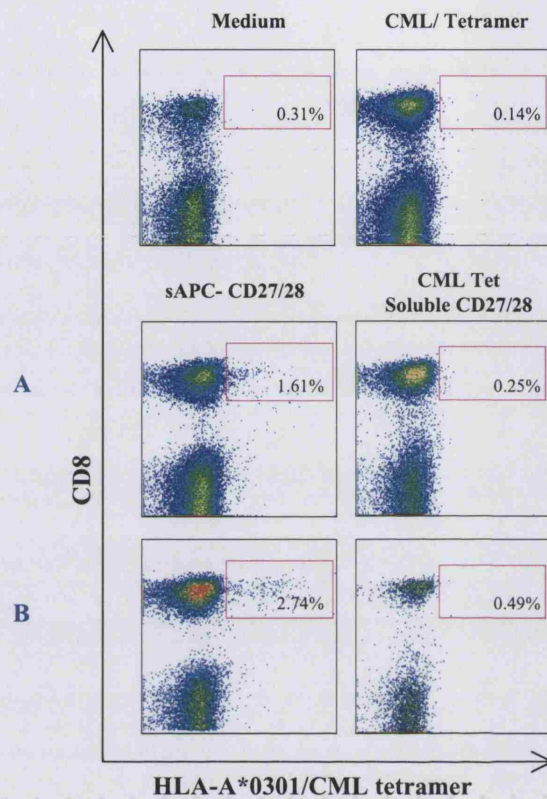 Medium
CML/ Tetramer
0.31%
0.14%
sAPC- CD27/28
CML Tet
Soluble CD27/28
A
1.61%
0.25%
CD8
B
2.74%
0.49%
HLA-A*0301/CML tetramer